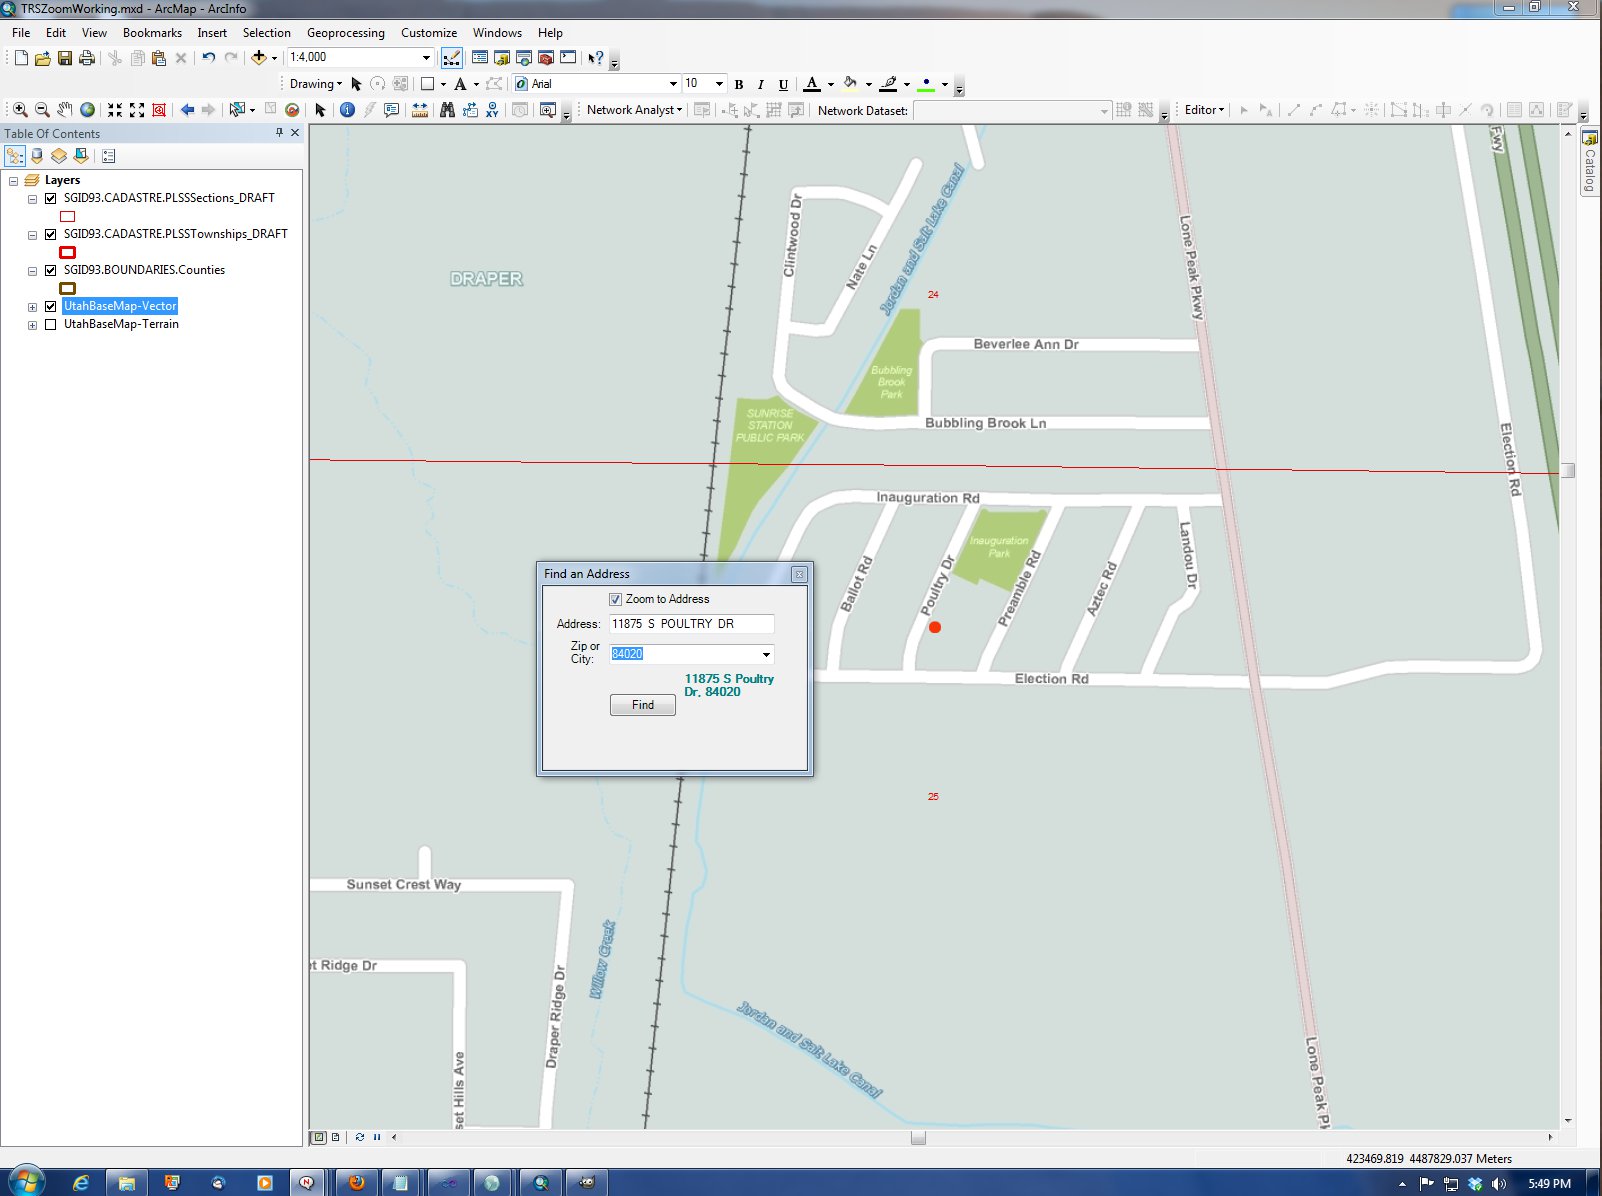 TRSZoomWorking.mxd - ArcMap - ArcInfo
File Edit View Bookmarks Insert Selection Geoprocessing Customize Windows Help
1:4,000
Drawing Arial 10 B I U A
Network Analyst Network Dataset: Editor
Table Of Contents
Layers
SGID93.CADASTRE.PLSSSections_DRAFT
SGID93.CADASTRE.PLSSTownships_DRAFT
SGID93.BOUNDARIES.Counties
UtahBaseMap-Vector
UtahBaseMap-Terrain
Catalog
Fwy
Clintwood Dr
Nate Ln
Jordan and Salt Lake Canal
Lone Peak Pkwy
DRAPER
24
Beverlee Ann Dr
Bubbling
Brook
Park
SUNRISE
STATION
PUBLIC PARK
Bubbling Brook Ln
Election Rd
Inauguration Rd
Inauguration
Park
Ballot Rd
Poultry Dr
Preamble Rd
Aztec Rd
Landou Dr
Election Rd
Find an Address
Zoom to Address
Address: 11875 S POULTRY DR
Zip or
City:
84020
11875 S Poultry
Dr, 84020
Find
25
Sunset Crest Way
t Ridge Dr
Willow Creek
Draper Ridge Dr
set Hills Ave
Jordan and Salt Lake Canal
Lone Peak P
423469.819 4487829.037 Meters
5:49 PM